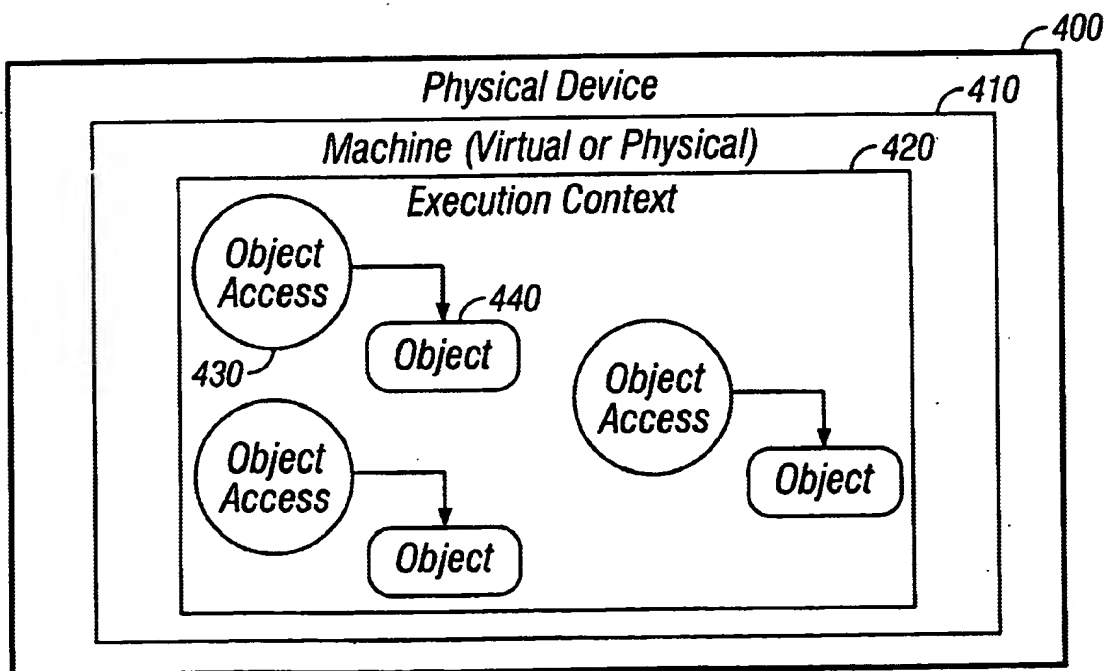 400
Physical Device
410
Machine (Virtual or Physical)
420
Execution Context
Object
Access
440
Object
430
Object
Access
Object
Access
Object
Object